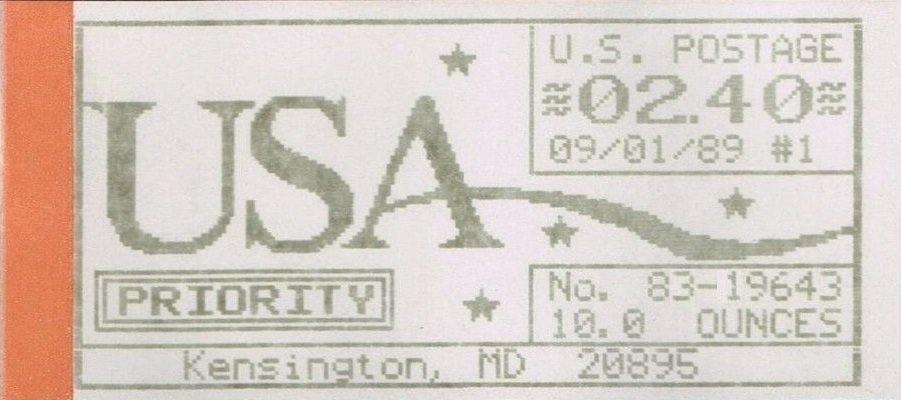 U.S. POSTAGE
≈02.40≈
09/01/89 #1
USA
PRIORITY
No. 83-19643
10.0 OUNCES
Kensington, MD 20895